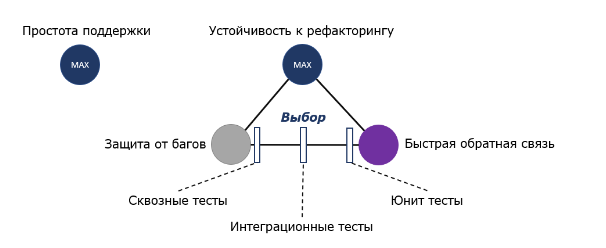 Простота поддержки
Устойчивость к рефакторингу
MAX
MAX
Выбор
Защита от багов
Быстрая обратная связь
Сквозные тесты
Юнит тесты
Интеграционные тесты